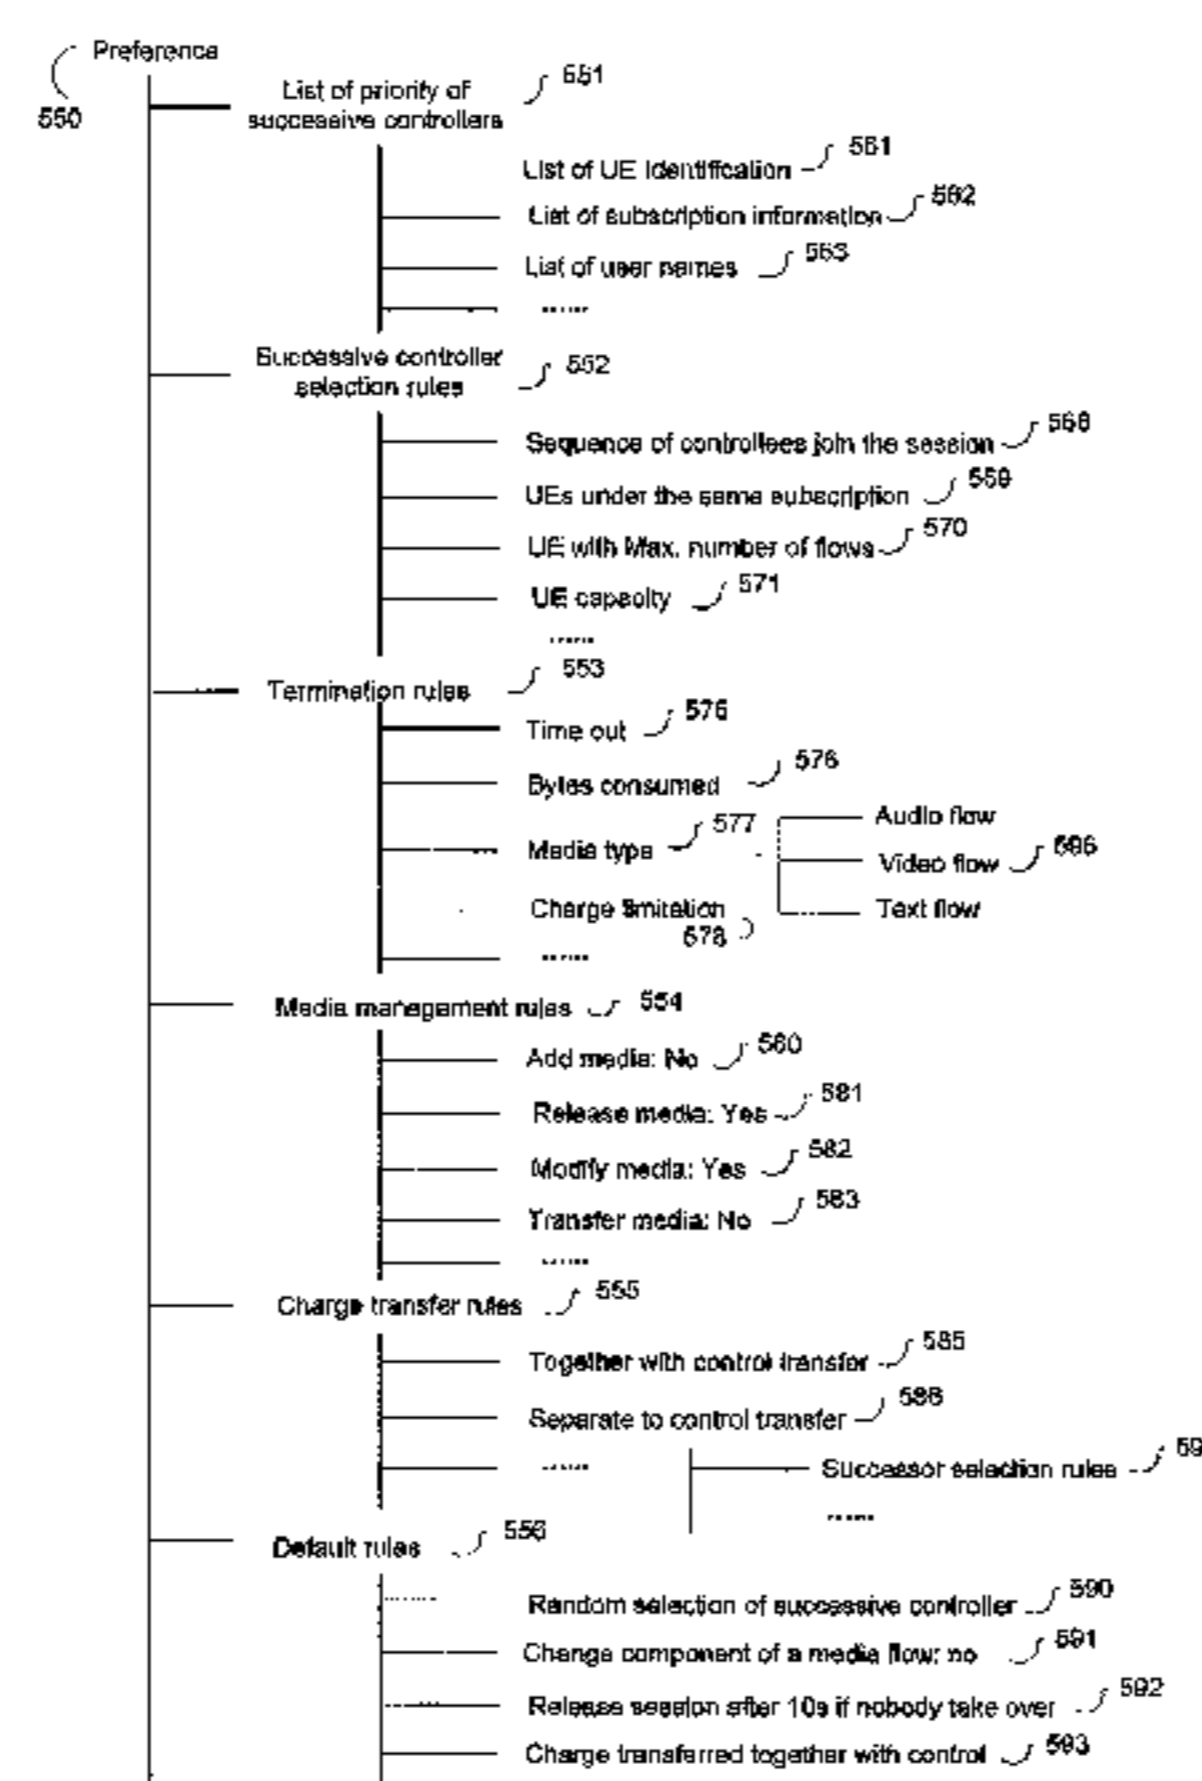 Preference
550
List of priority of
successive controllers
551
List of UE Identification
561
List of subscription information
562
List of user names
563
......
Successive controller
selection rules
552
Sequence of controllees join the session
568
UEs under the same subscription
569
UE with Max. number of flows
570
UE capacity
571
......
Termination rules
553
Time out
575
Bytes consumed
576
Media type
577
Audio flow
Video flow
596
Text flow
Charge limitation
578
......
Media management rules
554
Add media: No
580
Release media: Yes
581
Modify media: Yes
582
Transfer media: No
583
......
Charge transfer rules
555
Together with control transfer
585
Separate to control transfer
586
......
Successor selection rules
59
......
Default rules
556
Random selection of successive controller
590
Change component of a media flow: no
591
Release session after 10s if nobody take over
592
Charge transferred together with control
593